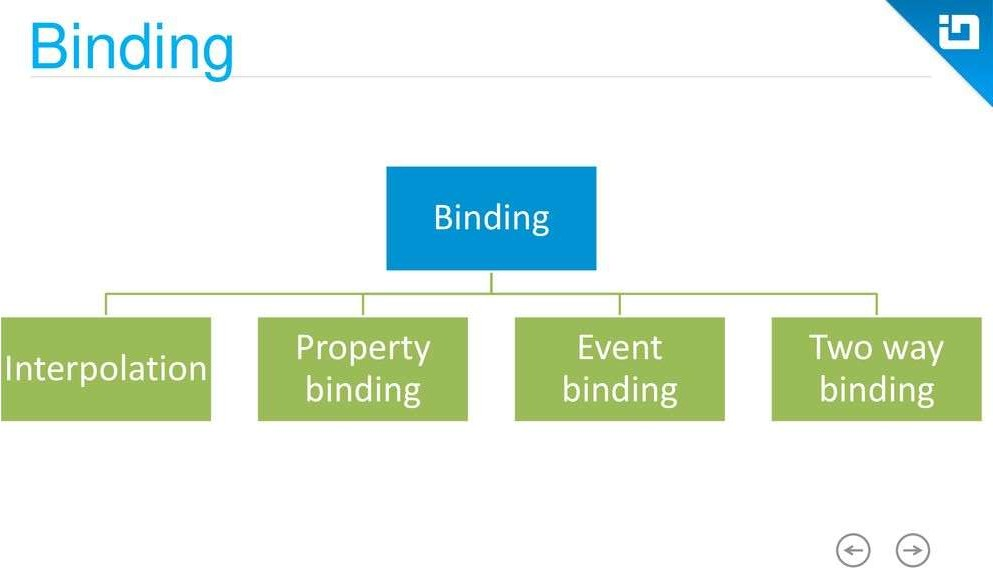 Binding
Binding
Interpolation
Property
binding
Event
binding
Two way
binding